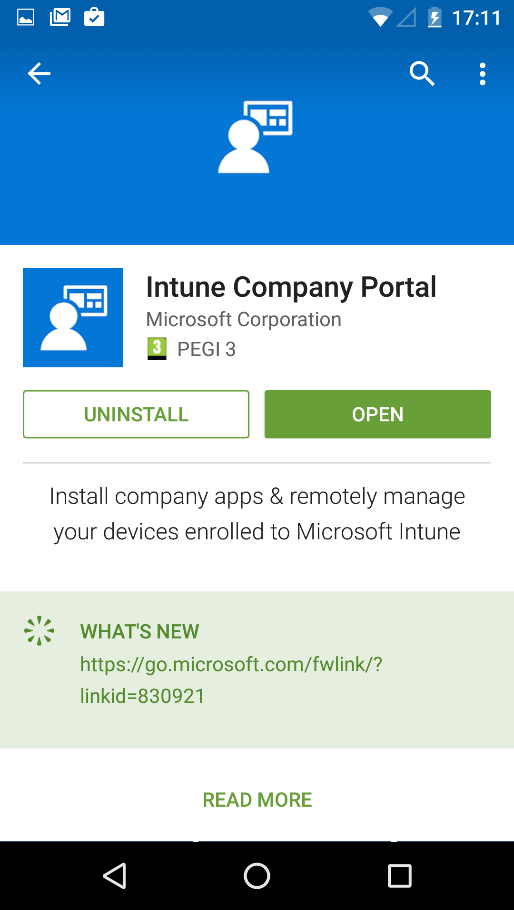 17:11
Intune Company Portal
Microsoft Corporation
3 PEGI 3
UNINSTALL
OPEN
Install company apps & remotely manage
your devices enrolled to Microsoft Intune
WHAT'S NEW
https://go.microsoft.com/fwlink/?
linkid=830921
READ MORE